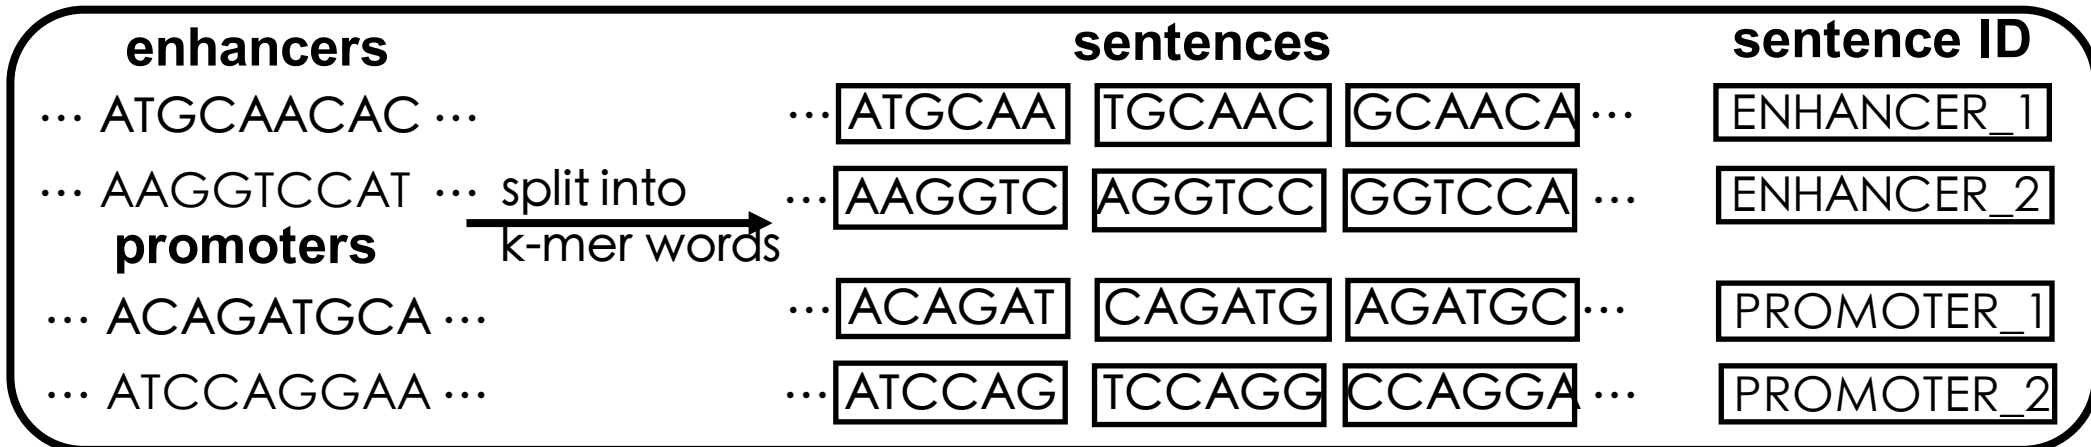 enhancers sentences sentence ID
··· ATGCAACAC ··· ··· ATGCAA TGCAAC GCAACA ··· ENHANCER_1
··· AAGGTCCAT ··· split into ··· AAGGTC AGGTCC GGTCCA ··· ENHANCER_2
promoters k-mer words
··· ACAGATGCA ··· ··· ACAGAT CAGATG AGATGC ··· PROMOTER_1
··· ATCCAGGAA ··· ··· ATCCAG TCCAGG CCAGGA ··· PROMOTER_2